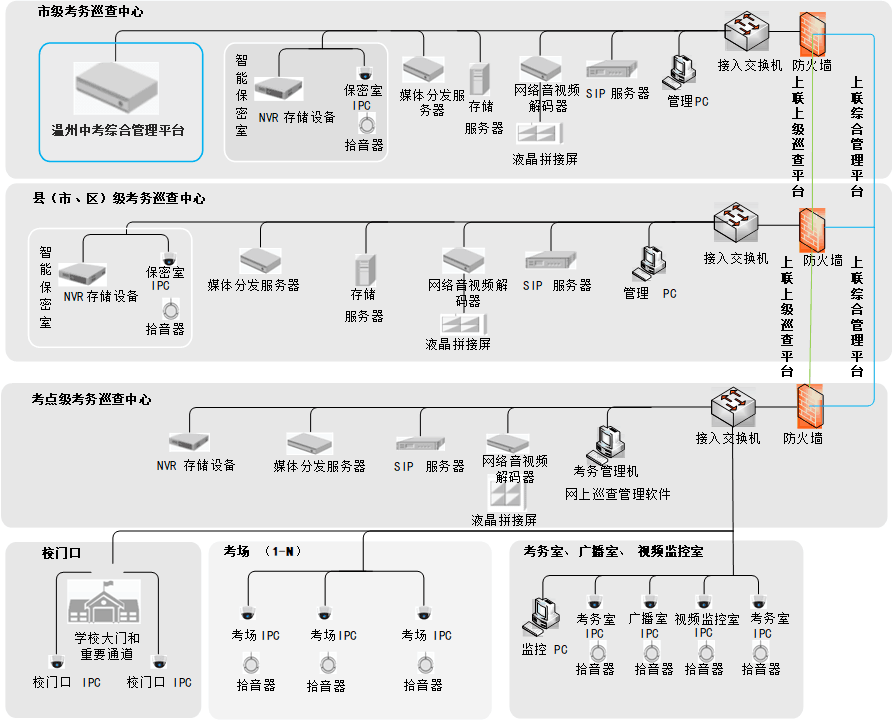 市级考务巡查中心
温州中考综合管理平台
智能保密室
NVR 存储设备
保密室
IPC
拾音器
媒体分发服
务器
存储
服务器
网络音视频
解码器
液晶拼接屏
SIP 服务器
管理PC
接入交换机
防火墙
上联上级巡查平台
上联综合管理平台
县（市、区）级考务巡查中心
智能保密室
NVR 存储设备
保密室
IPC
拾音器
媒体分发服务器
存储
服务器
网络音视频解
码器
液晶拼接屏
SIP 服务器
管理 PC
接入交换机
防火墙
上联上级巡查平台
上联综合管理平台
考点级考务巡查中心
NVR 存储设备
媒体分发服务器
SIP 服务器
网络音视频
解码器
液晶拼接屏
考务管理机
网上巡查管理软件
接入交换机
防火墙
校门口
学校大门和
重要通道
校门口 IPC
校门口 IPC
考场 （1-N）
考场 IPC
考场 IPC
考场 IPC
拾音器
拾音器
拾音器
考务室、广播室、 视频监控室
监控 PC
考务室
IPC
拾音器
广播室
IPC
拾音器
视频监控室
IPC
拾音器
考务室
IPC
拾音器